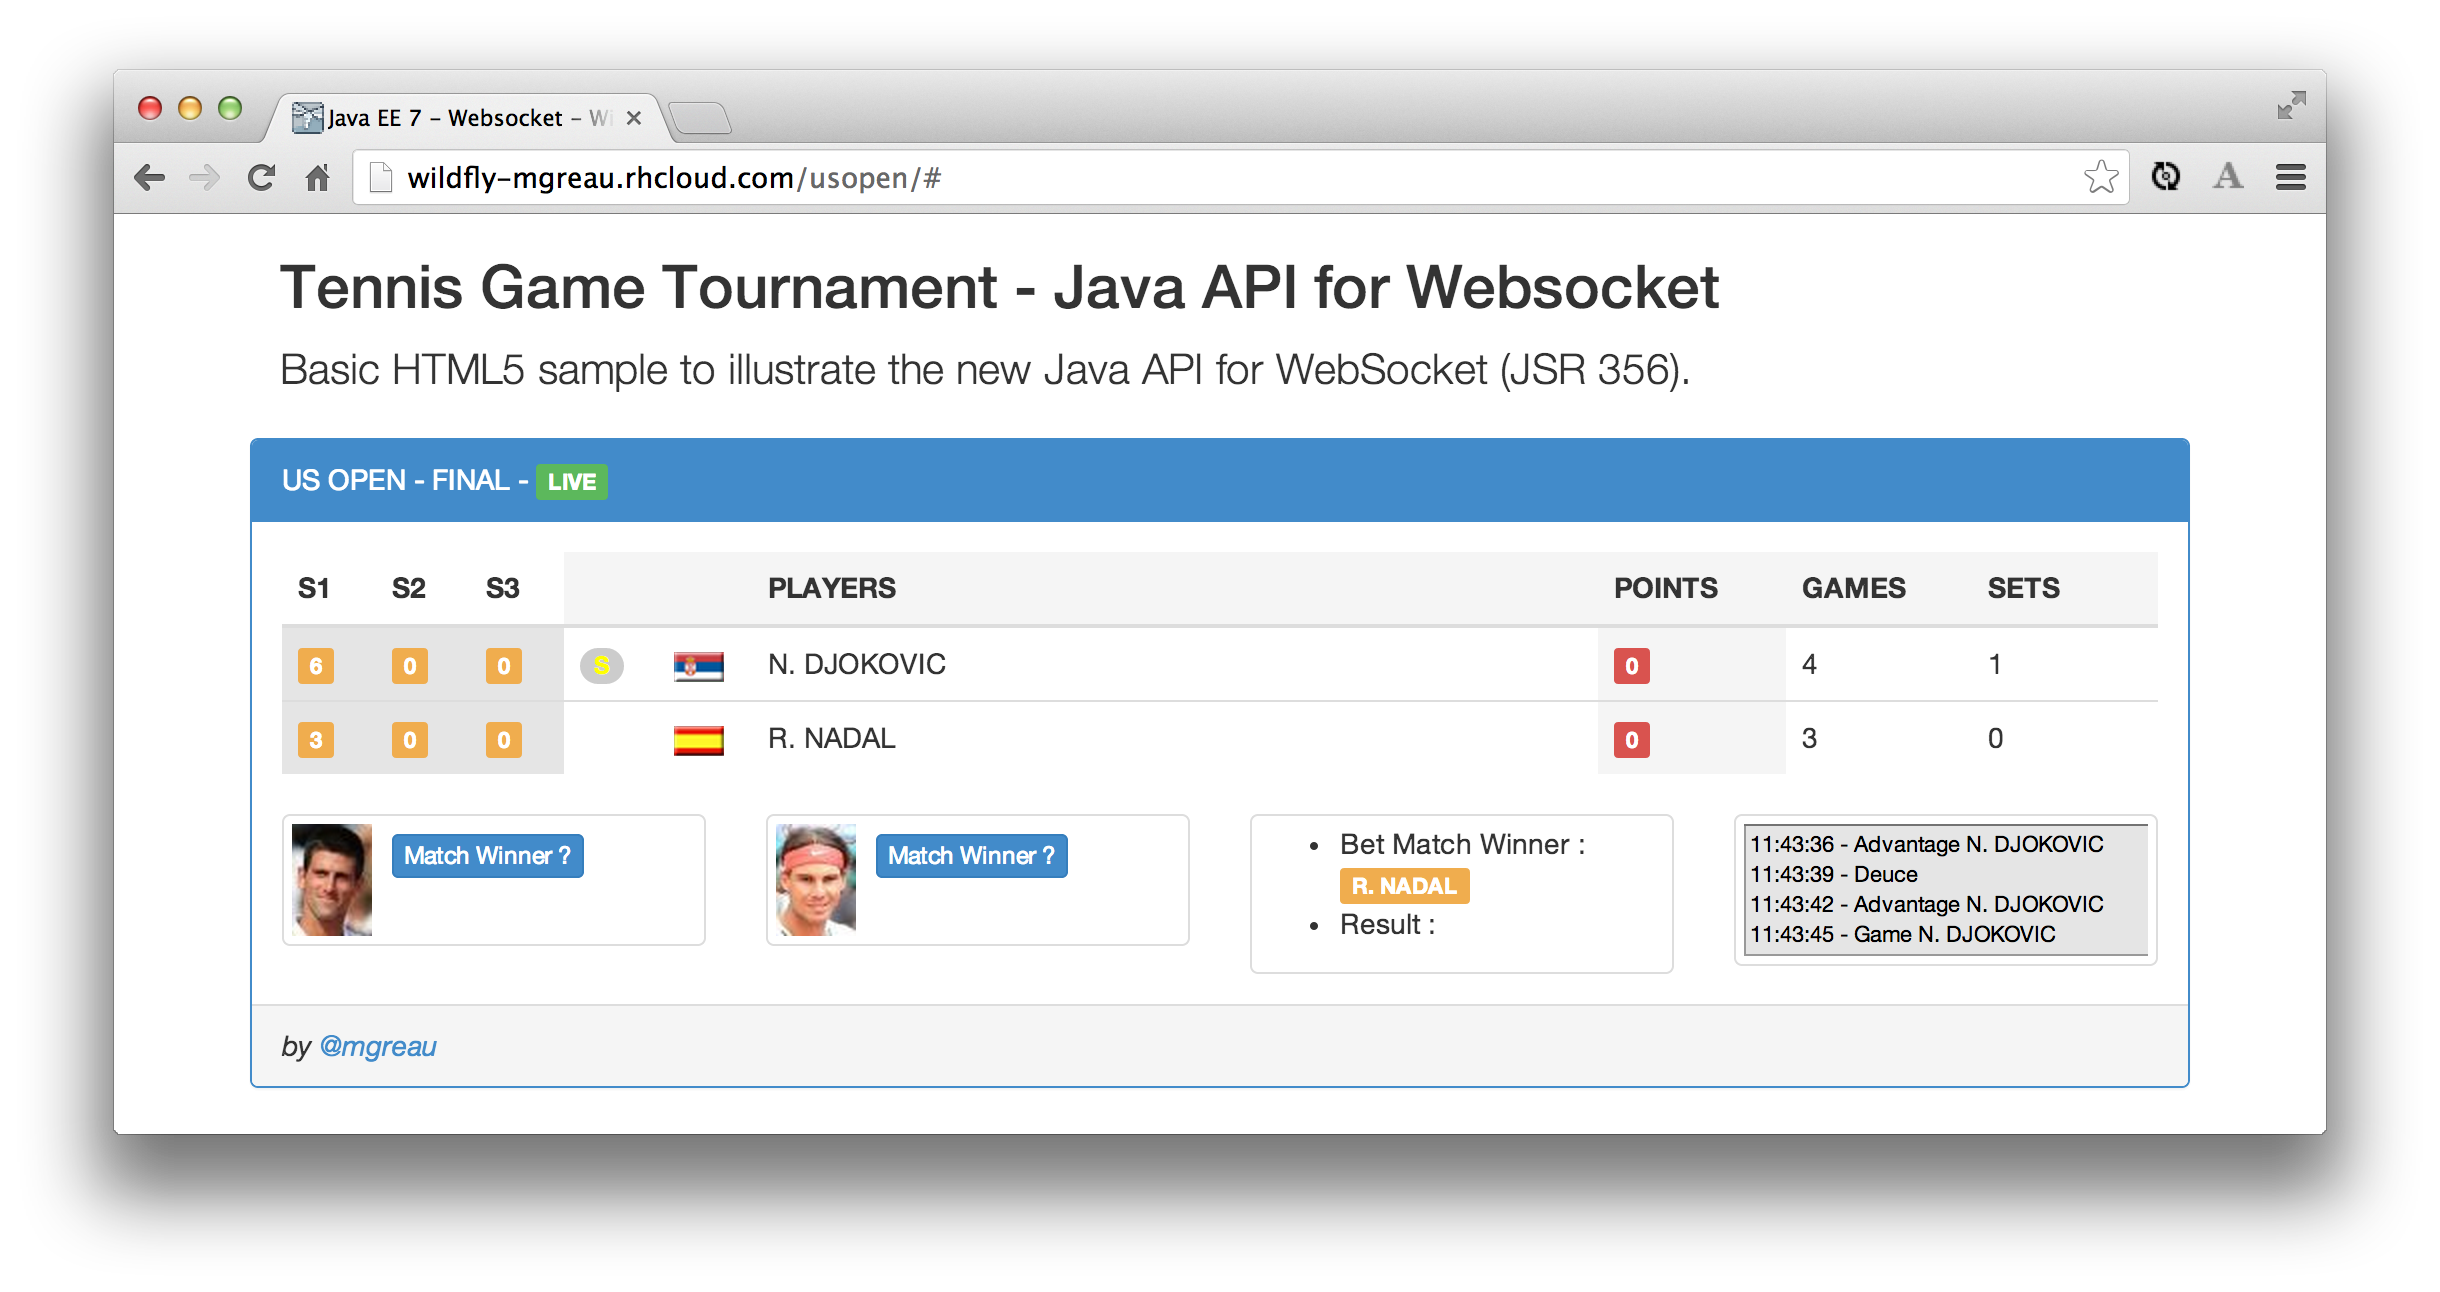 Java EE 7 – Websocket – Wi
wildfly-mgreau.rhcloud.com/usopen/#
Tennis Game Tournament - Java API for Websocket
Basic HTML5 sample to illustrate the new Java API for WebSocket (JSR 356).
US OPEN - FINAL - LIVE
S1 S2 S3 PLAYERS POINTS GAMES SETS
6 0 0 S N. DJOKOVIC 0 4 1
3 0 0 R. NADAL 0 3 0
Match Winner ?
Match Winner ?
• Bet Match Winner :
R. NADAL
• Result :
11:43:36 - Advantage N. DJOKOVIC
11:43:39 - Deuce
11:43:42 - Advantage N. DJOKOVIC
11:43:45 - Game N. DJOKOVIC
by @mgreau